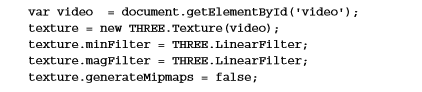 var video  = document.getElementById('video');
texture = new THREE.Texture(video);
texture.minFilter = THREE.LinearFilter;
texture.magFilter = THREE.LinearFilter;
texture.generateMipmaps = false;